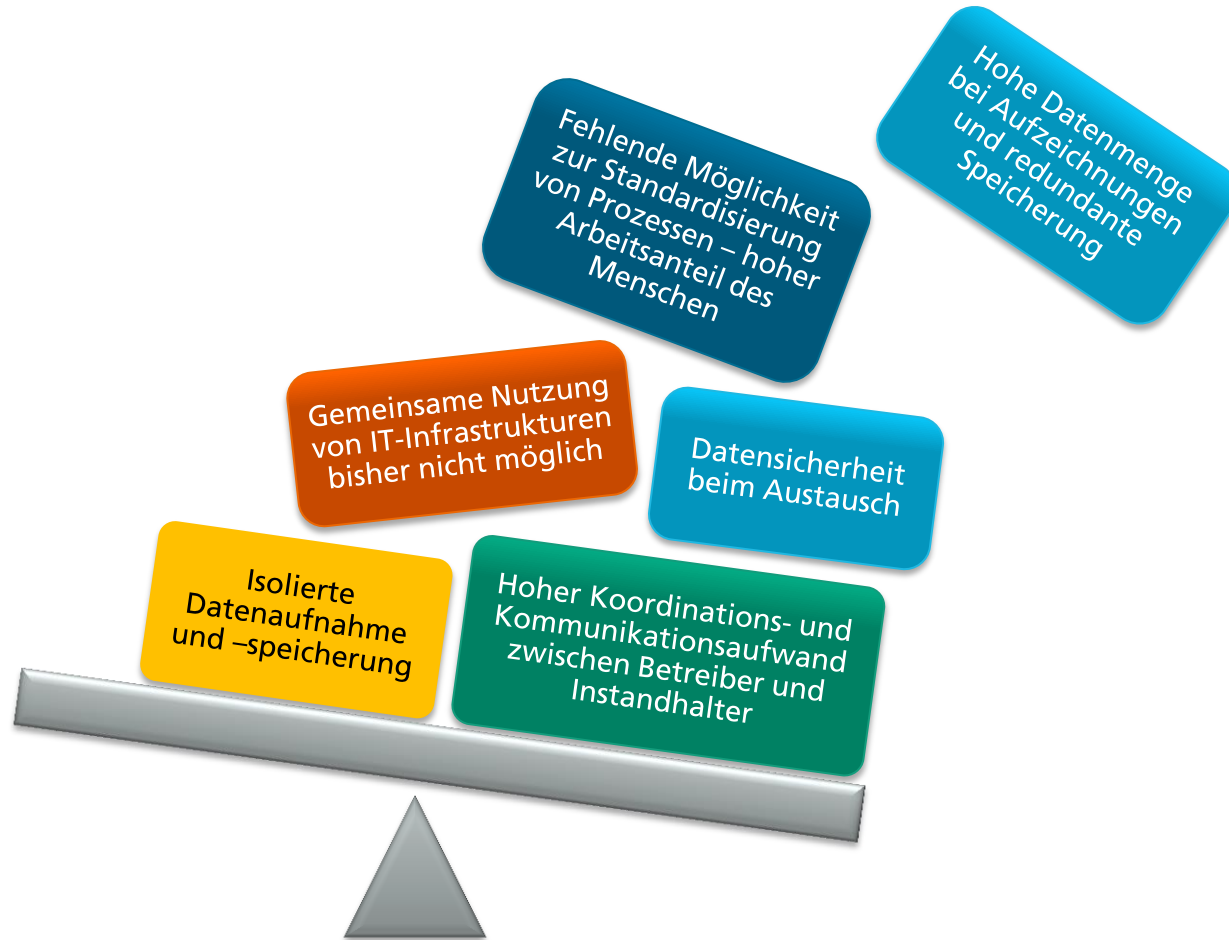 Hohe Datenmenge
bei Aufzeichnungen
und redundante
Speicherung
Fehlende Möglichkeit
zur Standardisierung
von Prozessen – hoher
Arbeitsanteil des
Menschen
Gemeinsame Nutzung
von IT-Infrastrukturen
bisher nicht möglich
Datensicherheit
beim Austausch
Isolierte
Datenaufnahme
und –speicherung
Hoher Koordinations- und
Kommunikationsaufwand
zwischen Betreiber und
Instandhalter